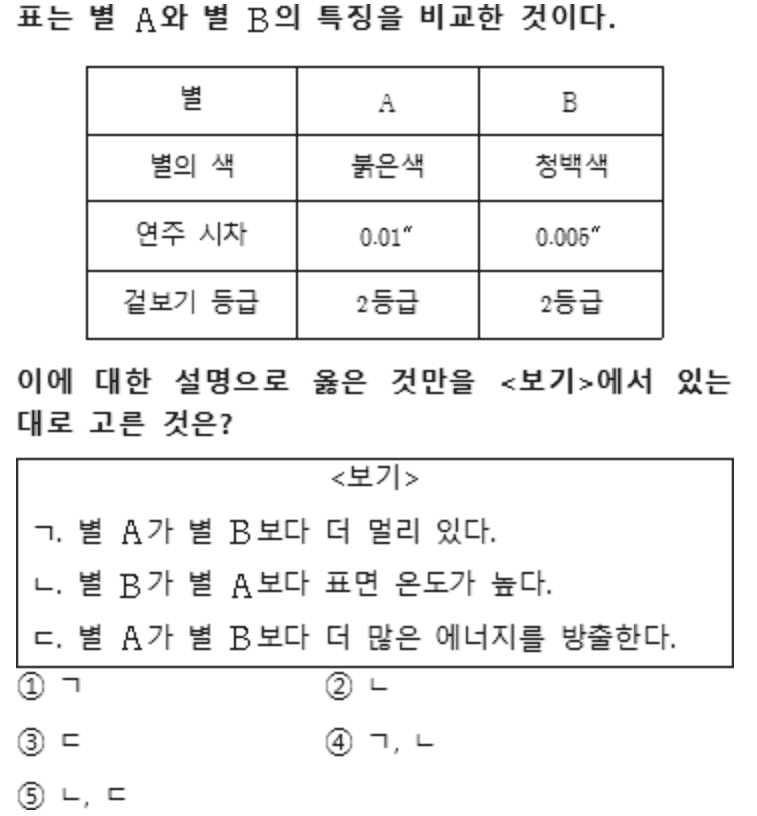 표는 별 A와 별 B의 특징을 비교한 것이다.
별 A B
별의 색 붉은색 청백색
연주 시차 0.01″ 0.005″
겉보기 등급 2등급 2등급
이에 대한 설명으로 옳은 것만을 <보기>에서 있는
대로 고른 것은?
<보기>
ㄱ. 별 A가 별 B보다 더 멀리 있다.
ㄴ. 별 B가 별 A보다 표면 온도가 높다.
ㄷ. 별 A가 별 B보다 더 많은 에너지를 방출한다.
① ㄱ ② ㄴ
③ ㄷ ④ ㄱ, ㄴ
⑤ ㄴ, ㄷ